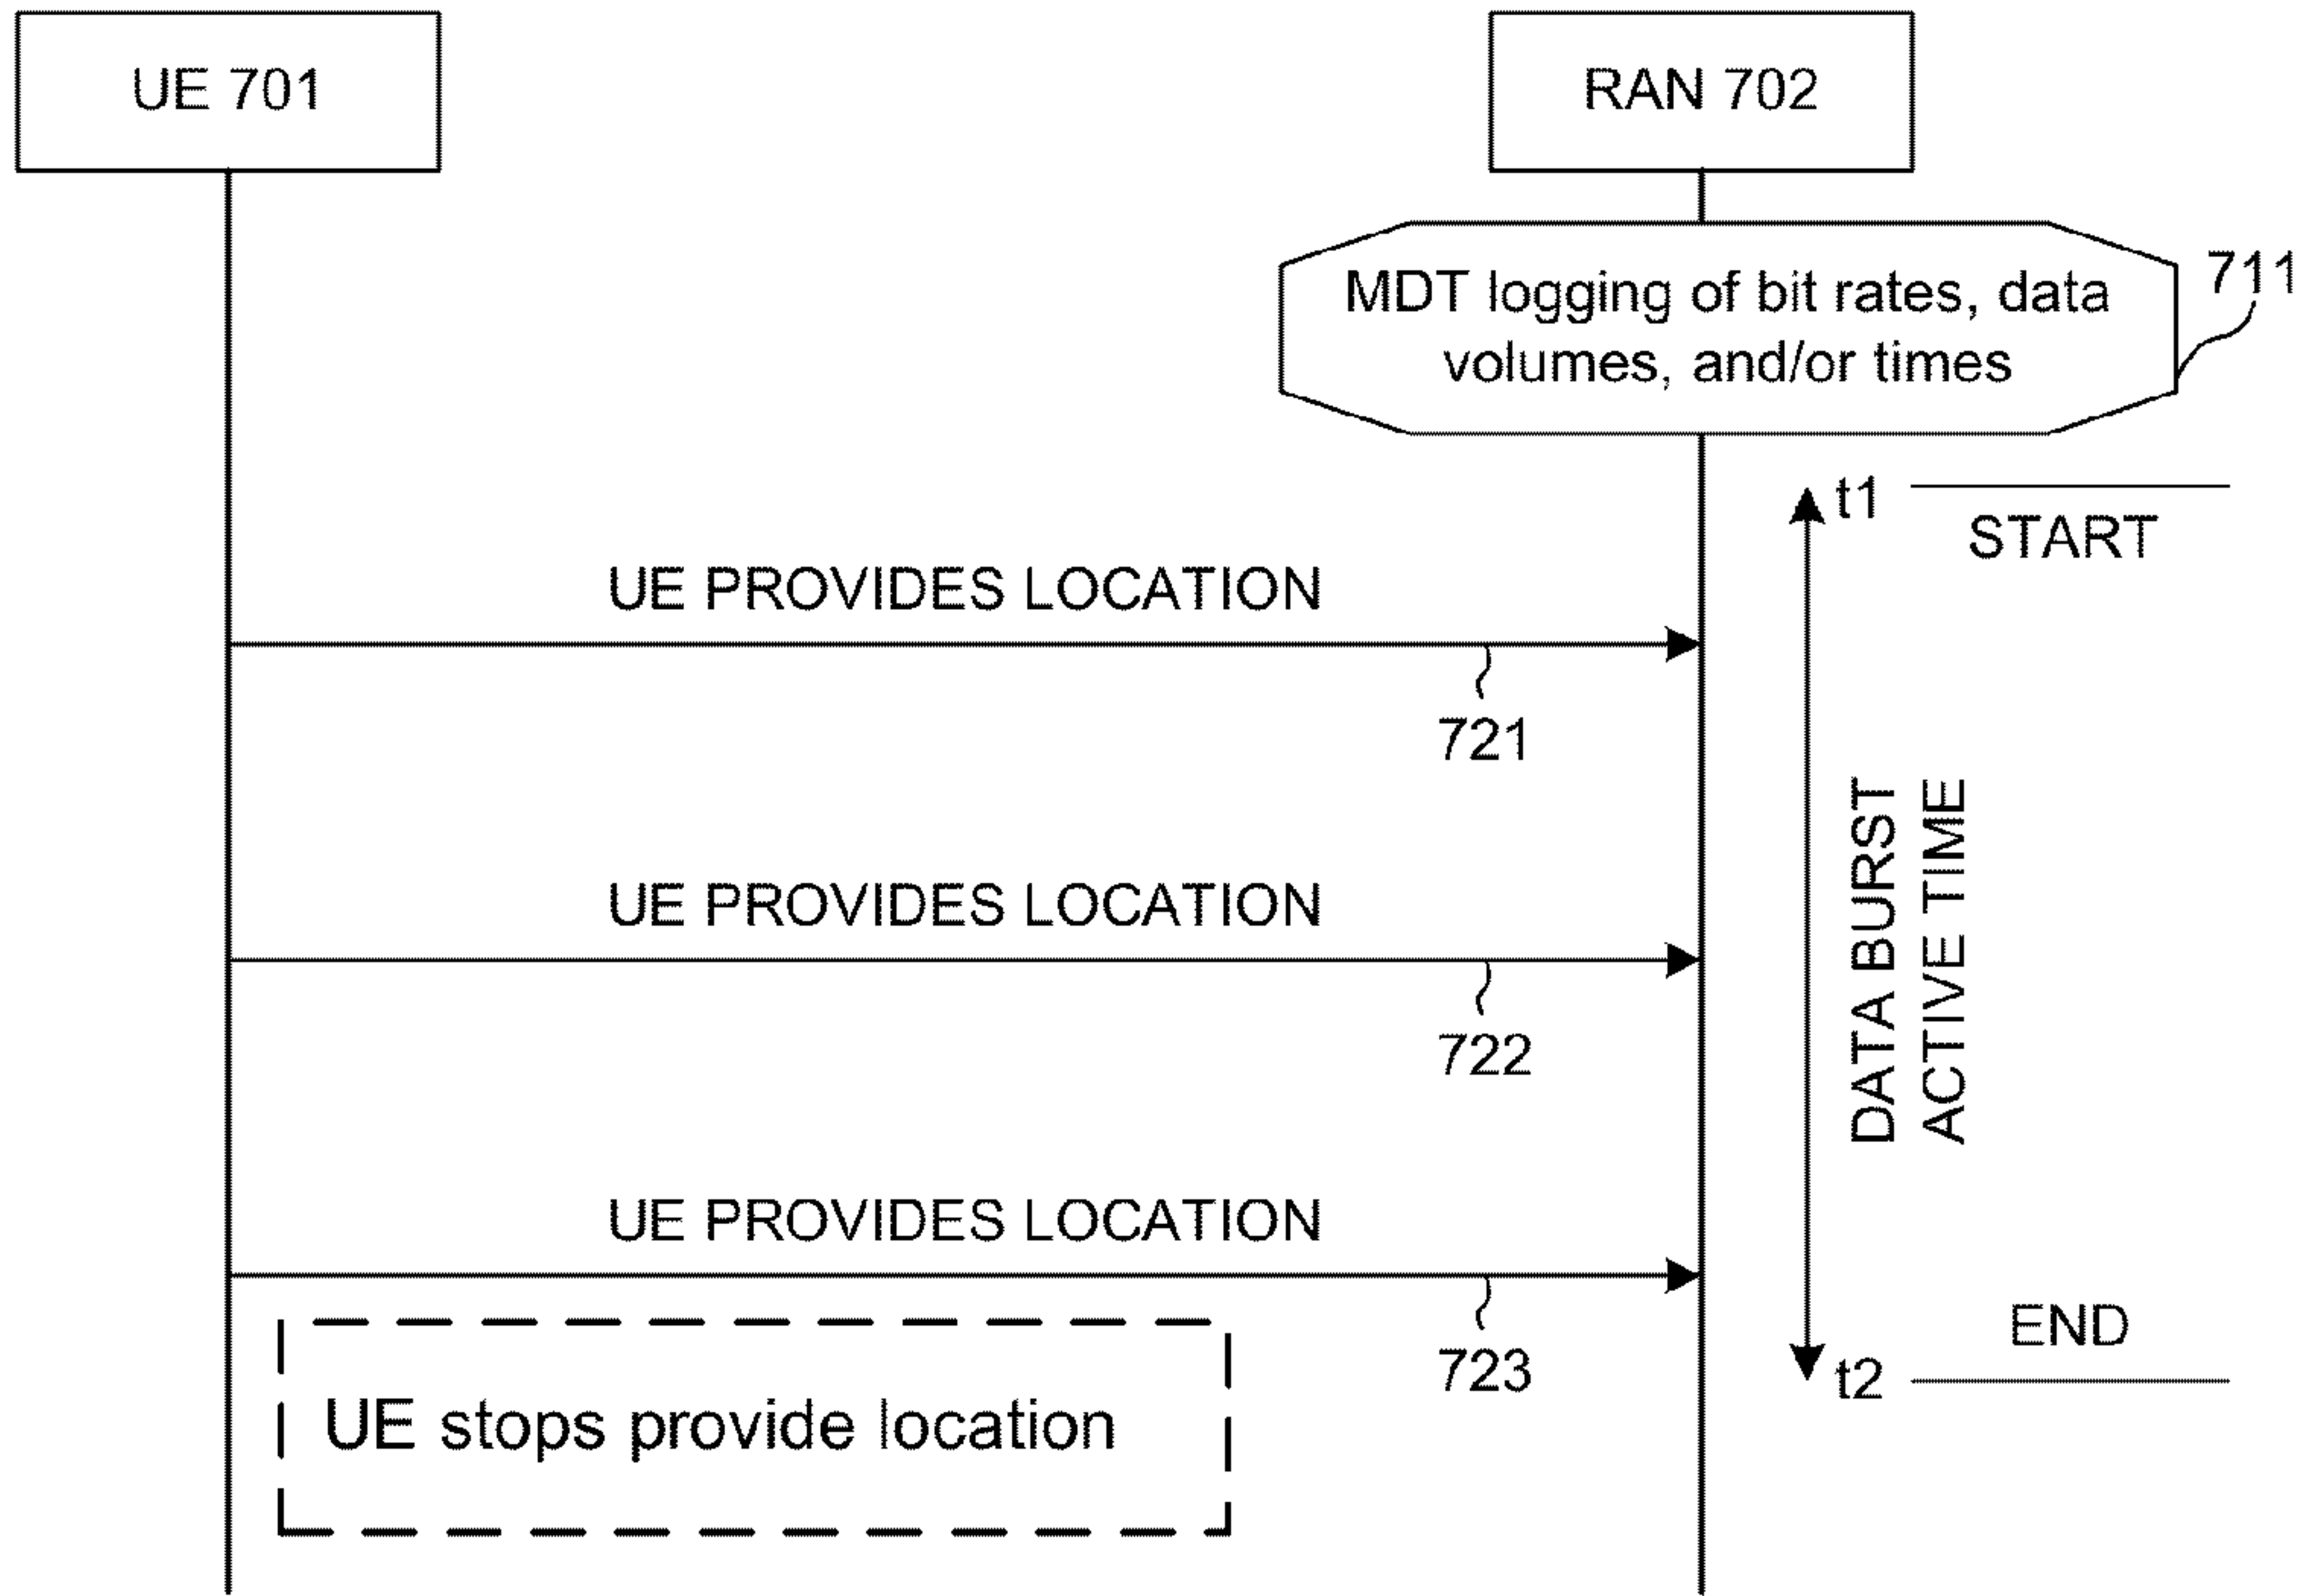 UE 701
RAN 702
MDT logging of bit rates, data
volumes, and/or times
711
t1
START
UE PROVIDES LOCATION
721
UE PROVIDES LOCATION
722
DATA BURST
ACTIVE TIME
UE PROVIDES LOCATION
723
END
t2
UE stops provide location